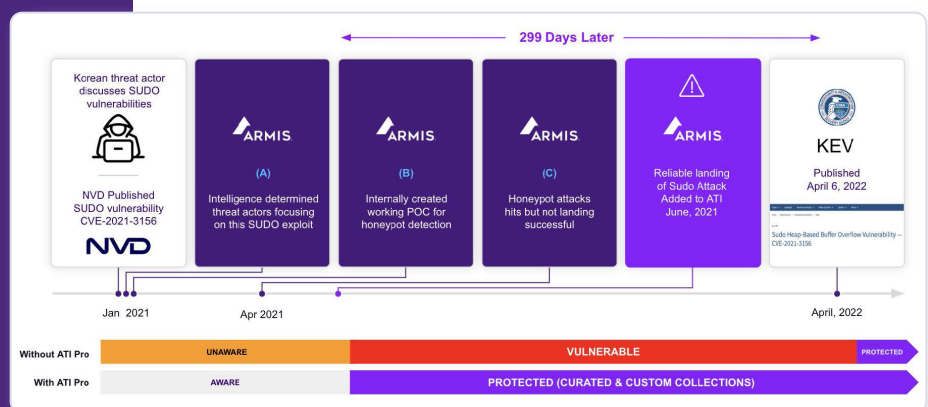 299 Days Later
Korean threat actor
discusses SUDO
vulnerabilities
NVD Published
SUDO vulnerability
CVE-2021-3156
NVD
ARMIS
(A)
Intelligence determined
threat actors focusing
on this SUDO exploit
ARMIS
(B)
Internally created
working POC for
honeypot detection
ARMIS
(C)
Honeypot attacks
hits but not landing
successful
ARMIS
Reliable landing
of Sudo Attack
Added to ATI
June, 2021
KEV
Published
April 6, 2022
Sudo Heap-Based Buffer Overflow Vulnerability —
CVE-2021-3156
Jan 2021
Apr 2021
April, 2022
Without ATI Pro
UNAWARE
VULNERABLE
PROTECTED
With ATI Pro
AWARE
PROTECTED (CURATED & CUSTOM COLLECTIONS)